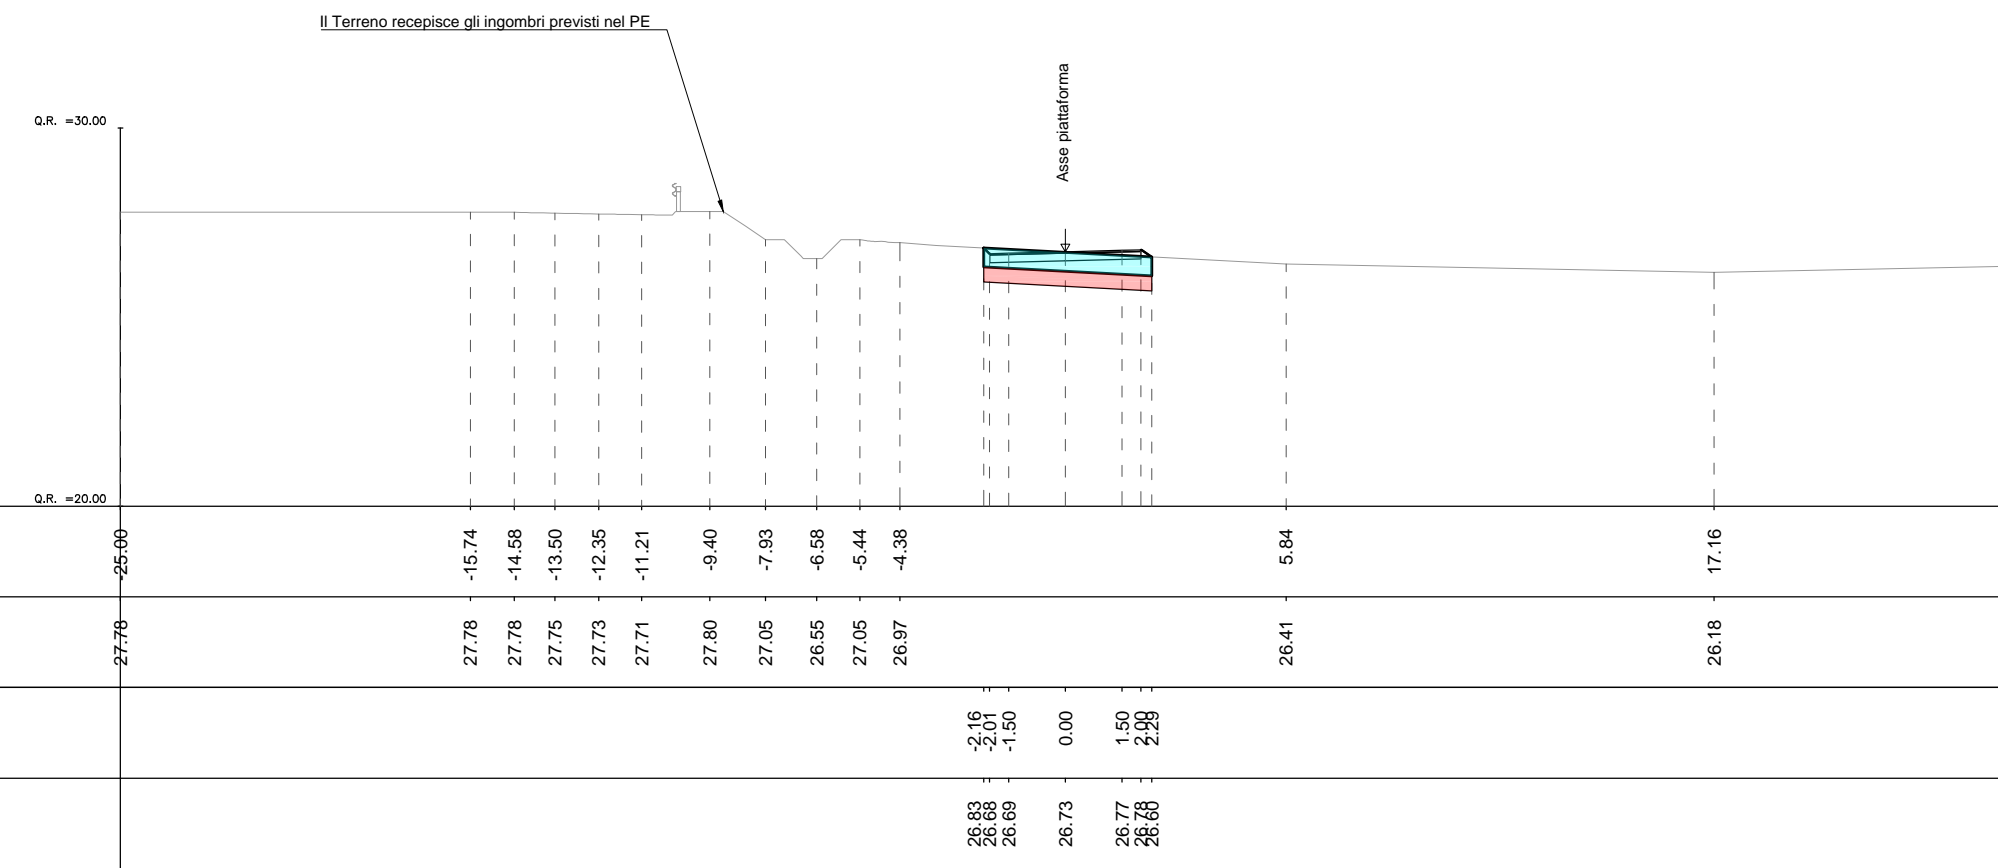 Il Terreno recepisce gli ingombri previsti nel PE
Asse piattaforma
Q.R. =30.00
Q.R. =20.00
-25.00 -15.74 -14.58 -13.50 -12.35 -11.21 -9.40 -7.93 -6.58 -5.44 -4.38 5.84 17.16
27.78 27.78 27.78 27.75 27.73 27.71 27.80 27.05 26.55 27.05 26.97 26.41 26.18
-2.16 -2.01 -1.50 0.00 1.50 2.00 2.29
26.83 26.68 26.69 26.73 26.77 26.78 26.60